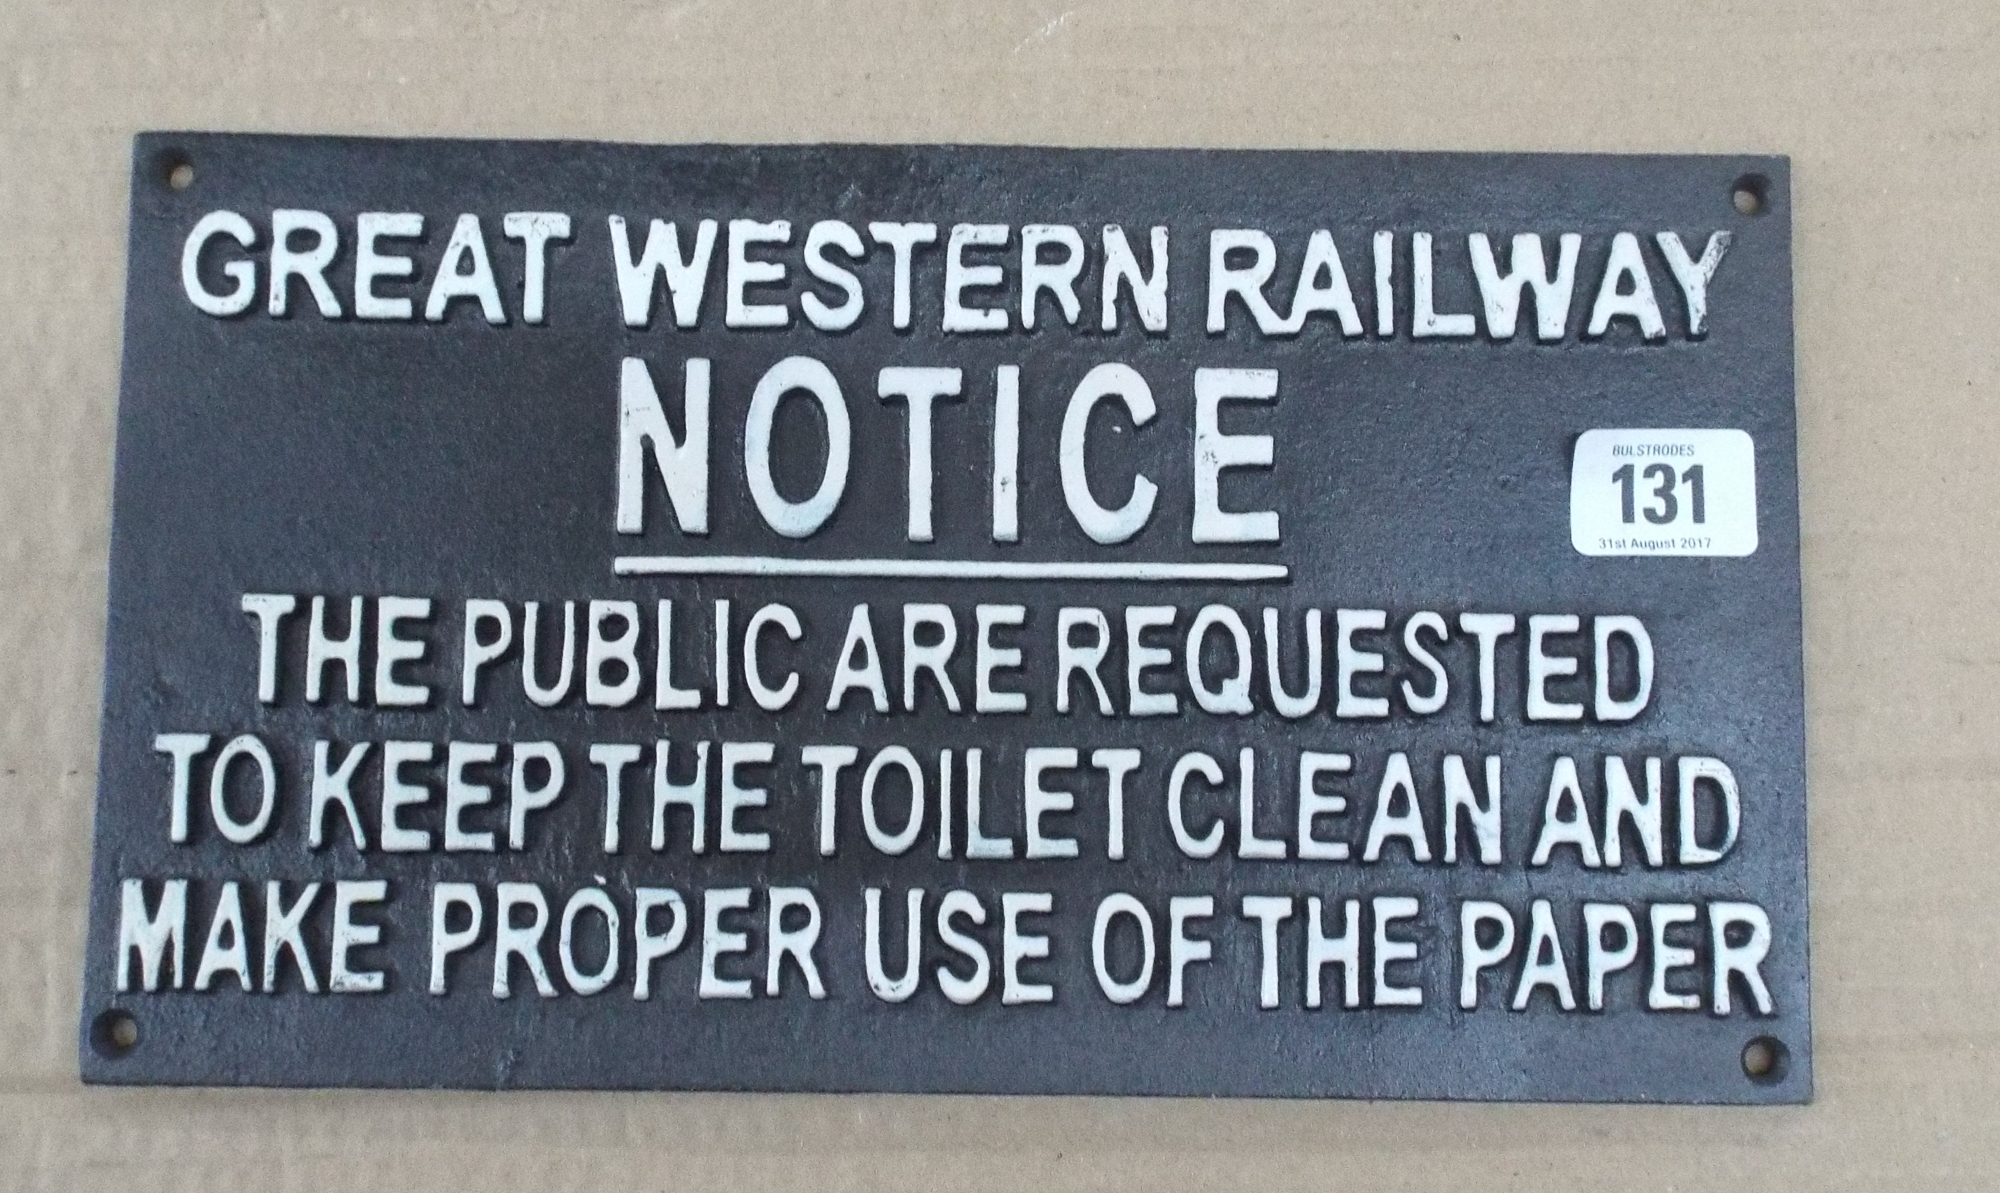 GREAT WESTERN RAILWAY
NOTICE
BULSTRODES
131
31st August 2017
THE PUBLIC ARE REQUESTED
TO KEEP THE TOILET CLEAN AND
MAKE PROPER USE OF THE PAPER